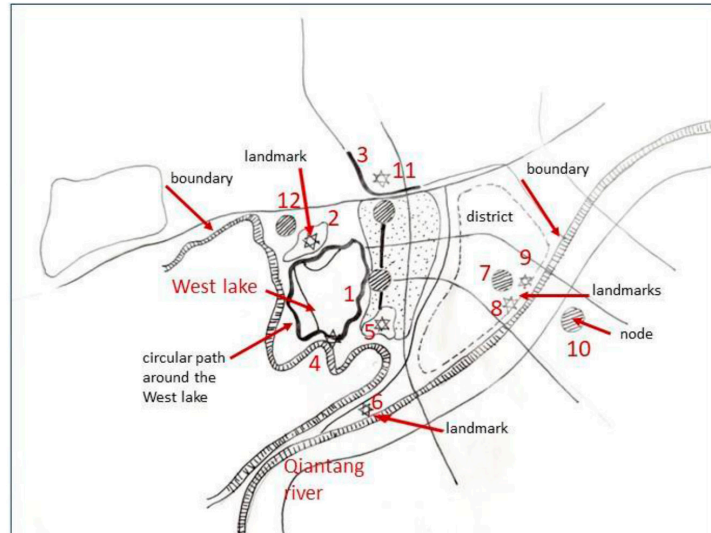 3
landmark
11
boundary
boundary
12
2
district
9
West lake
7
1
landmarks
8
5
node
circular path
around the
West lake
4
10
6
landmark
Qiantang
river